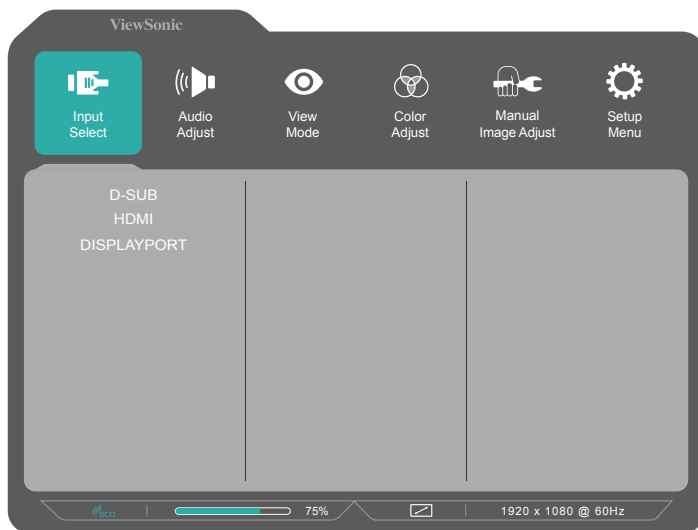 ViewSonic
Input
Select
Audio
Adjust
View
Mode
Color
Adjust
Manual
Image Adjust
Setup
Menu
D-SUB
HDMI
DISPLAYPORT
eco
75%
1920 x 1080 @ 60Hz